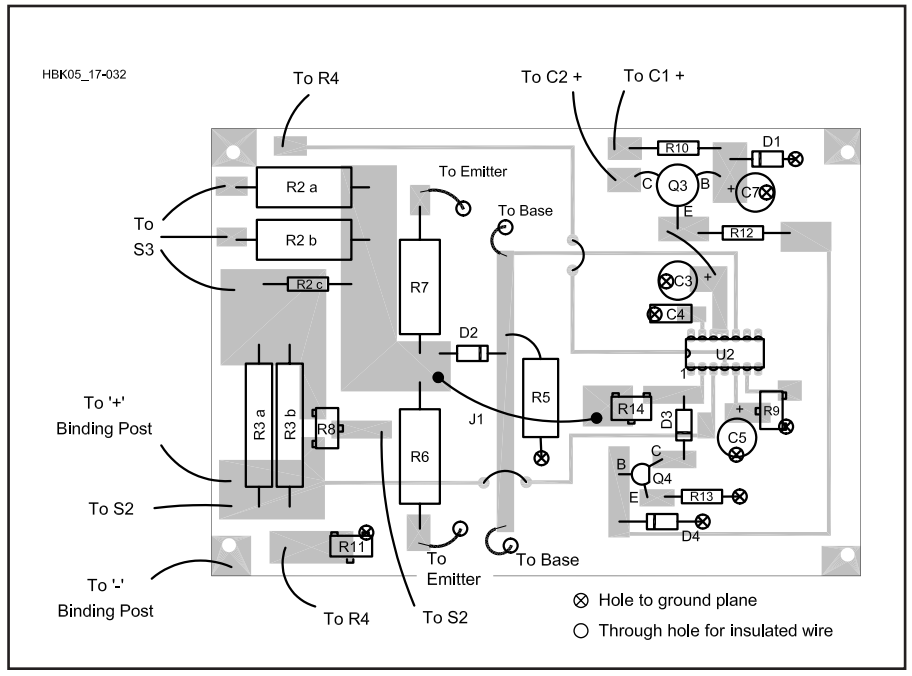 HBK05_17-032
To R4
To C2 +
To C1 +
R10
D1
To Emitter
R2 a
C
Q3
B
+
C7
E
To Base
To
S3
R2 b
R12
R2 c
R7
C3
+
C4
D2
U2
1
R5
J1
R14
D3
R9
+
C5
To '+'
Binding Post
R3 a
R3 b
R8
R6
C
B
Q4
E
R13
To S2
D4
R11
To
Emitter
To Base
To '-'
Binding Post
To R4
To S2
Hole to ground plane
Through hole for insulated wire